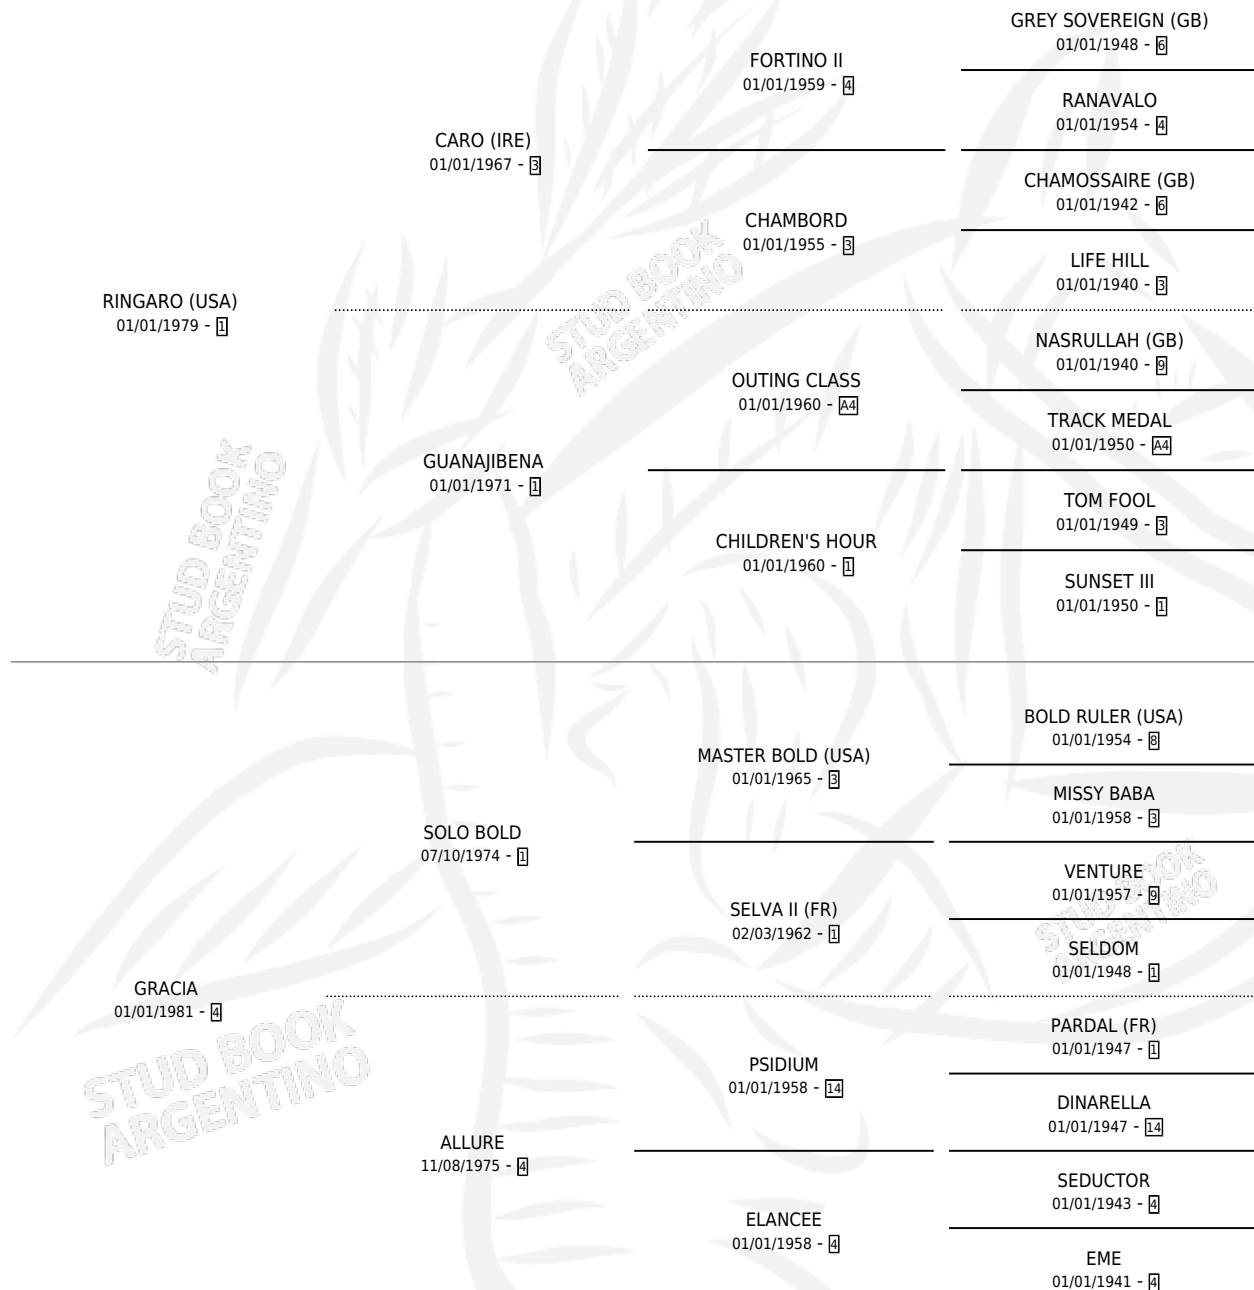 GREY SOVEREIGN (GB)
01/01/1948 - 6
FORTINO II
01/01/1959 - 4
RANAVALO
01/01/1954 - 4
CARO (IRE)
01/01/1967 - 3
CHAMOSSAIRE (GB)
01/01/1942 - 6
CHAMBORD
01/01/1955 - 3
LIFE HILL
01/01/1940 - 3
RINGARO (USA)
01/01/1979 - 1
STUD BOOK
ARGENTINO
NASRULLAH (GB)
01/01/1940 - 9
OUTING CLASS
01/01/1960 - A4
TRACK MEDAL
01/01/1950 - A4
GUANAJIBENA
01/01/1971 - 1
TOM FOOL
01/01/1949 - 3
CHILDREN'S HOUR
01/01/1960 - 1
SUNSET III
01/01/1950 - 1
STUD BOOK
ARGENTINO
BOLD RULER (USA)
01/01/1954 - 8
MASTER BOLD (USA)
01/01/1965 - 3
MISSY BABA
01/01/1958 - 3
SOLO BOLD
07/10/1974 - 1
VENTURE
01/01/1957 - 9
SELVA II (FR)
02/03/1962 - 1
SELDOM
01/01/1948 - 1
STUD BOOK
ARGENTINO
GRACIA
01/01/1981 - 4
PARDAL (FR)
01/01/1947 - 1
PSIDIUM
01/01/1958 - 14
DINARELLA
01/01/1947 - 14
STUD BOOK
ARGENTINO
ALLURE
11/08/1975 - 4
SEDUCTOR
01/01/1943 - 4
ELANCEE
01/01/1958 - 4
EME
01/01/1941 - 4